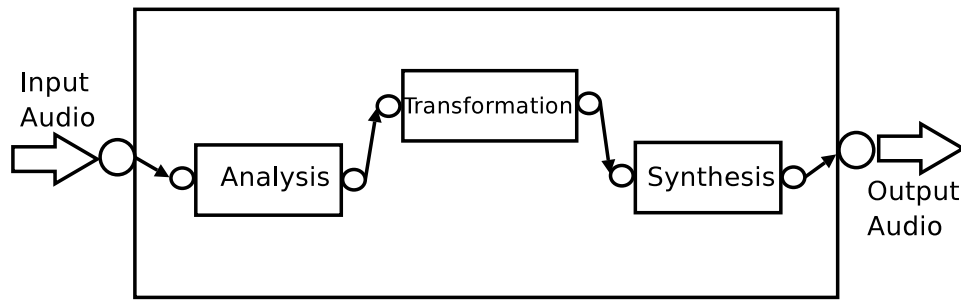 Input
Audio
Analysis
Transformation
Synthesis
Output
Audio